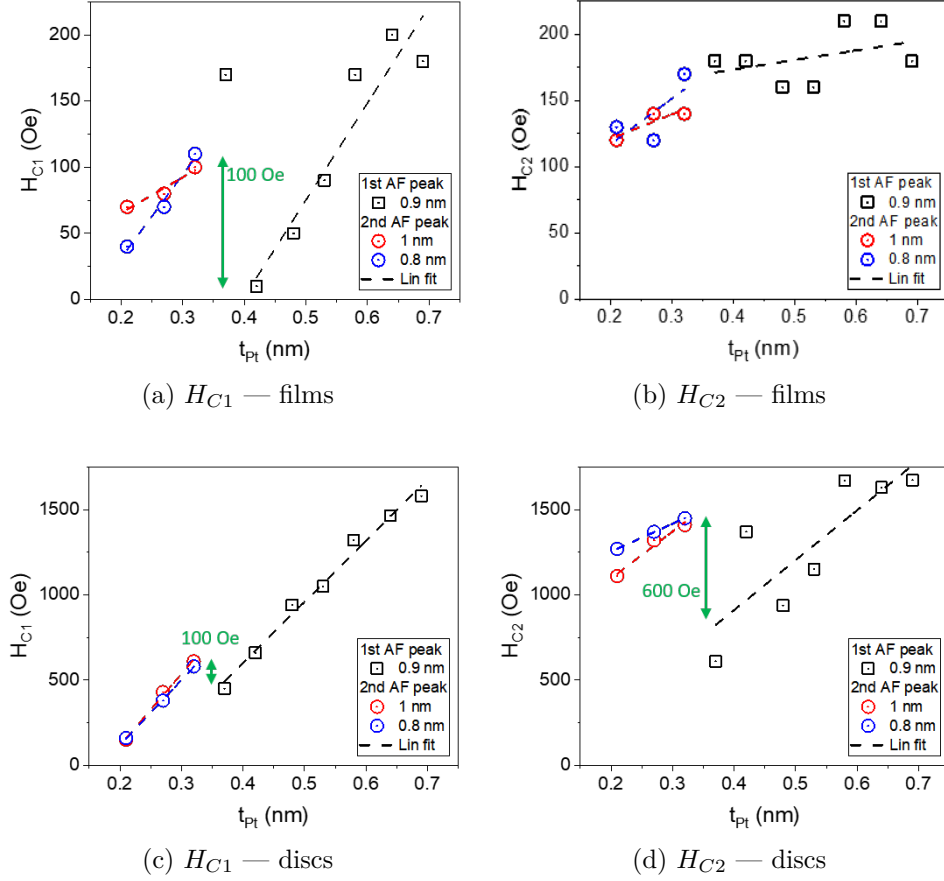 200
150
100
50
0
H_C1 (Oe)
100 Oe
1st AF peak
0.9 nm
2nd AF peak
1 nm
0.8 nm
Lin fit
0.2 0.3 0.4 0.5 0.6 0.7
t_Pt (nm)
(a) H_C1 — films
200
150
100
50
0
H_C2 (Oe)
1st AF peak
0.9 nm
2nd AF peak
1 nm
0.8 nm
Lin fit
0.2 0.3 0.4 0.5 0.6 0.7
t_Pt (nm)
(b) H_C2 — films
1500
1000
500
0
H_C1 (Oe)
100 Oe
1st AF peak
0.9 nm
2nd AF peak
1 nm
0.8 nm
Lin fit
0.2 0.3 0.4 0.5 0.6 0.7
t_Pt (nm)
(c) H_C1 — discs
1500
1000
500
0
H_C2 (Oe)
600 Oe
1st AF peak
0.9 nm
2nd AF peak
1 nm
0.8 nm
Lin fit
0.2 0.3 0.4 0.5 0.6 0.7
t_Pt (nm)
(d) H_C2 — discs